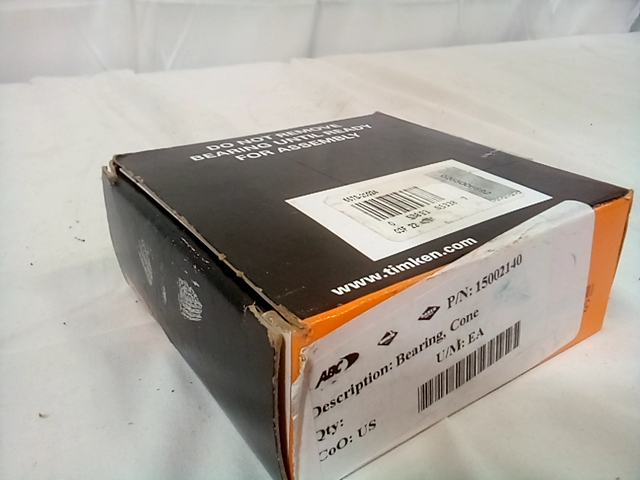 DO NOT REMOVE
BEARING UNTIL READY
FOR ASSEMBLY
www.timken.com
ABC
P/N: 15002140
Description: Bearing, Cone
U/M: EA
Qty:
CoO: US